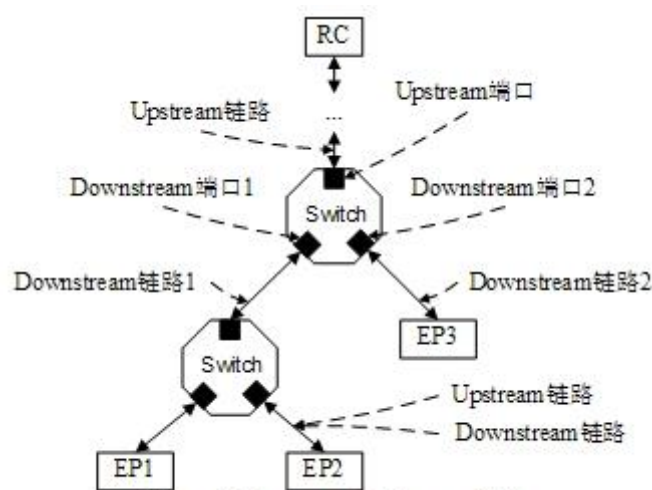 RC
Upstream端口
...
Upstream链路
Downstream端口1
Downstream端口2
Switch
Downstream链路1
Downstream链路2
EP3
Switch
Upstream链路
Downstream链路
EP1
EP2